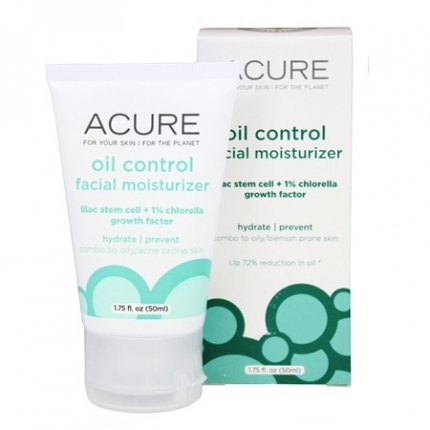 ACURE
FOR YOUR SKIN | FOR THE PLANET
oil control
facial moisturizer
lilac stem cell + 1% chlorella
growth factor
hydrate | prevent
combo to oily/acne prone skin
1.75 fl. oz (50ml)
ACURE
FOR YOUR SKIN | FOR THE PLANET
oil control
facial moisturizer
lilac stem cell + 1% chlorella
growth factor
hydrate | prevent
combo to oily/blemish prone skin
Up 72% reduction in oil *
1.75 fl. oz (50ml)